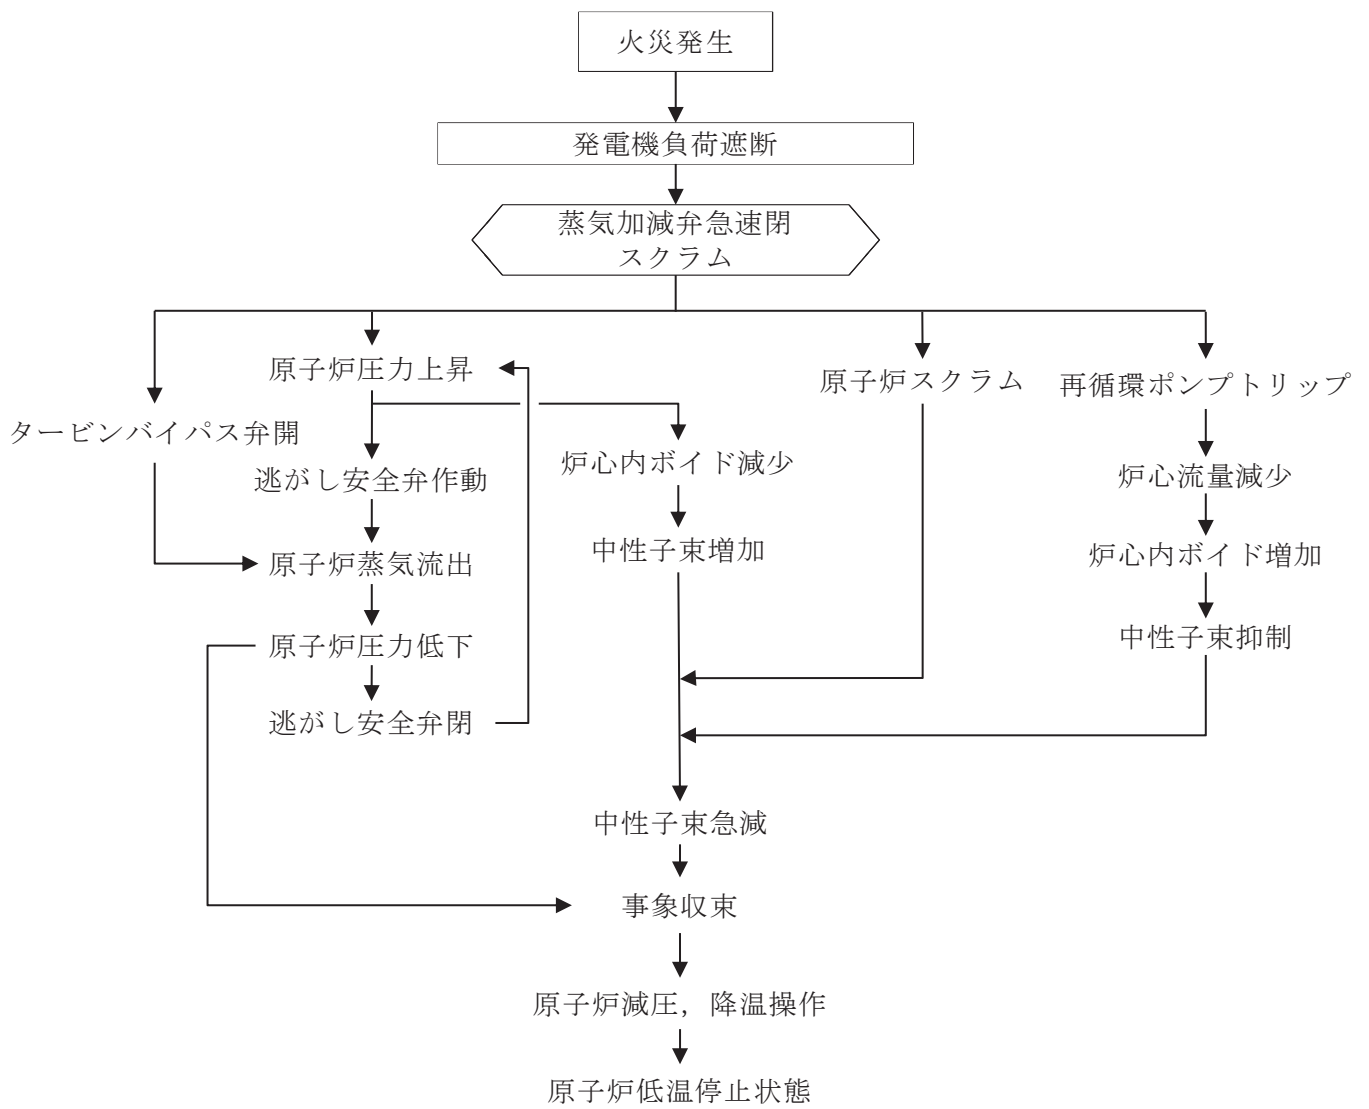 火災発生
発電機負荷遮断
蒸気加減弁急速閉
スクラム
原子炉圧力上昇
原子炉スクラム
再循環ポンプトリップ
タービンバイパス弁開
逃がし安全弁作動
炉心内ボイド減少
炉心流量減少
原子炉蒸気流出
中性子束増加
炉心内ボイド増加
原子炉圧力低下
中性子束抑制
逃がし安全弁閉
中性子束急減
事象収束
原子炉減圧，降温操作
原子炉低温停止状態